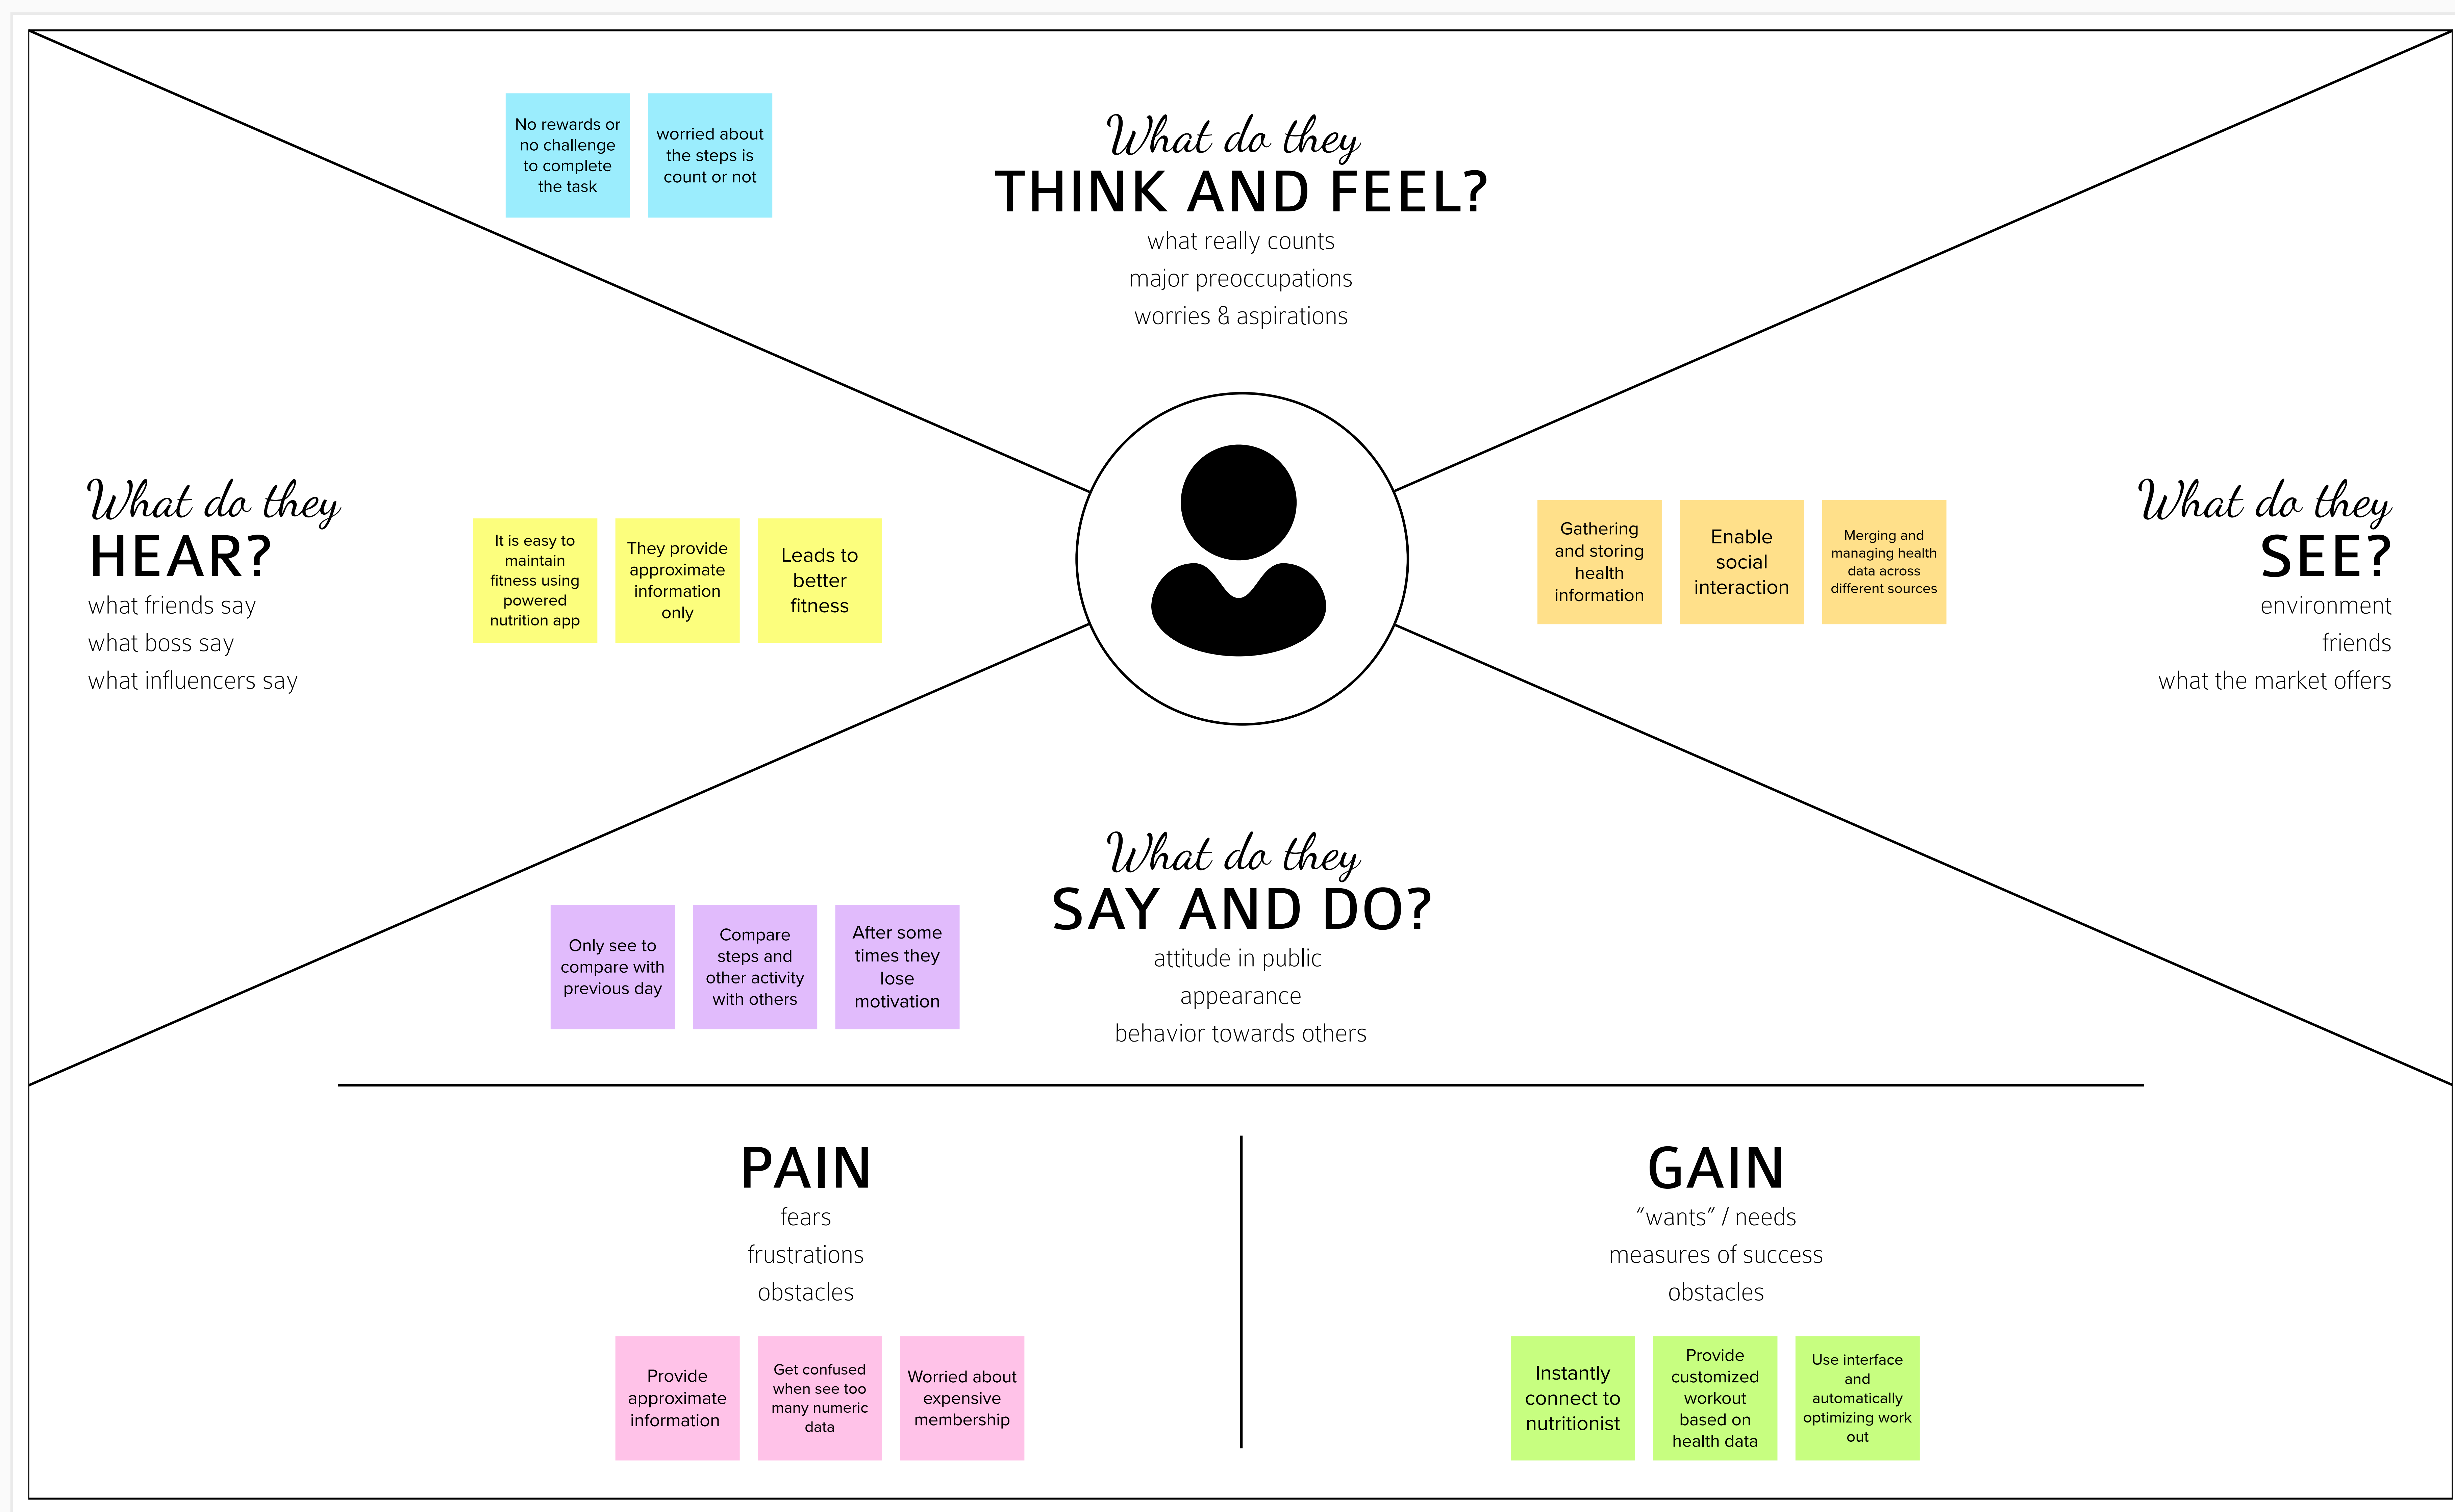 What do they
THINK AND FEEL?
what really counts
major preoccupations
worries & aspirations
No rewards or
no challenge
to complete
the task
worried about
the steps is
count or not
What do they
HEAR?
what friends say
what boss say
what influencers say
It is easy to
maintain
fitness using
powered
nutrition app
They provide
approximate
information
only
Leads to
better
fitness
What do they
SEE?
environment
friends
what the market offers
Gathering
and storing
health
information
Enable
social
interaction
Merging and
managing health
data across
different sources
What do they
SAY AND DO?
attitude in public
appearance
behavior towards others
Only see to
compare with
previous day
Compare
steps and
other activity
with others
After some
times they
lose
motivation
PAIN
fears
frustrations
obstacles
Provide
approximate
information
Get confused
when see too
many numeric
data
Worried about
expensive
membership
GAIN
“wants” / needs
measures of success
obstacles
Instantly
connect to
nutritionist
Provide
customized
workout
based on
health data
Use interface
and
automatically
optimizing work
out